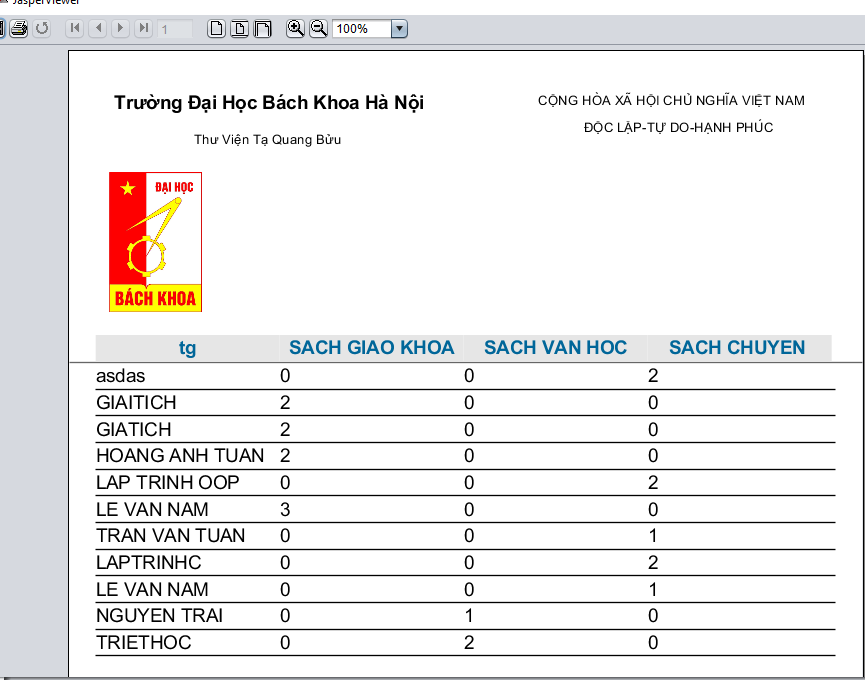 JasperViewer
1
100%
Trường Đại Học Bách Khoa Hà Nội
CỘNG HÒA XÃ HỘI CHỦ NGHĨA VIỆT NAM
Thư Viện Tạ Quang Bửu
ĐỘC LẬP-TỰ DO-HẠNH PHÚC
ĐẠI HỌC
BÁCH KHOA
tg SACH GIAO KHOA SACH VAN HOC SACH CHUYEN
asdas 0 0 2
GIAITICH 2 0 0
GIATICH 2 0 0
HOANG ANH TUAN 2 0 0
LAP TRINH OOP 0 0 2
LE VAN NAM 3 0 0
TRAN VAN TUAN 0 0 1
LAPTRINHC 0 0 2
LE VAN NAM 0 0 1
NGUYEN TRAI 0 1 0
TRIETHOC 0 2 0